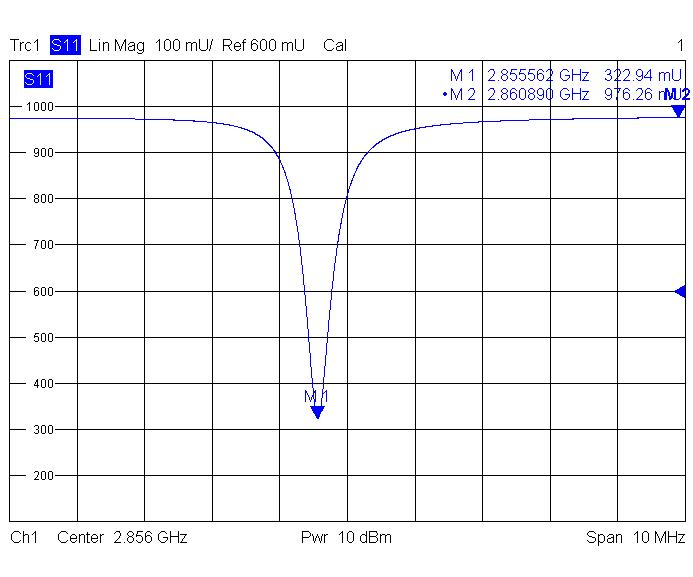 Trc1 S11 Lin Mag 100 mU/ Ref 600 mU Cal 1
S11
M 1 2.855562 GHz 322.94 mU
•M 2 2.860890 GHz 976.26 mU
M 2
1000
900
800
700
600
500
400
M 1
300
200
Ch1 Center 2.856 GHz Pwr 10 dBm Span 10 MHz